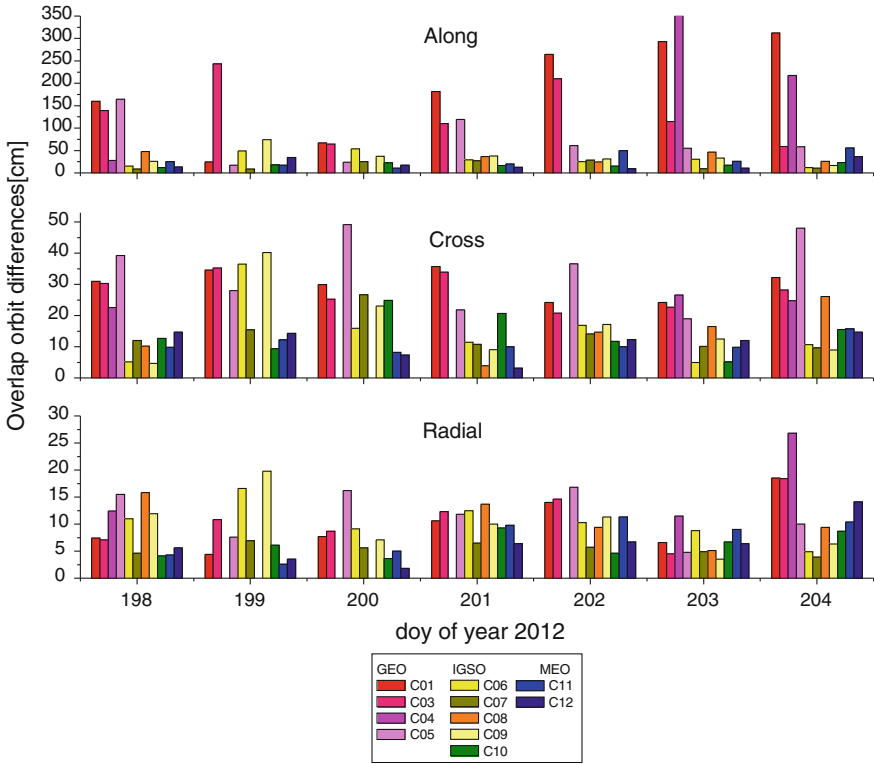 Overlap orbit differences[cm]
Along
350
300
250
200
150
100
50
0
Cross
50
40
30
20
10
0
Radial
30
25
20
15
10
5
0
198 199 200 201 202 203 204
doy of year 2012
GEO IGSO MEO
C01 C06 C11
C03 C07 C12
C04 C08
C05 C09
C10